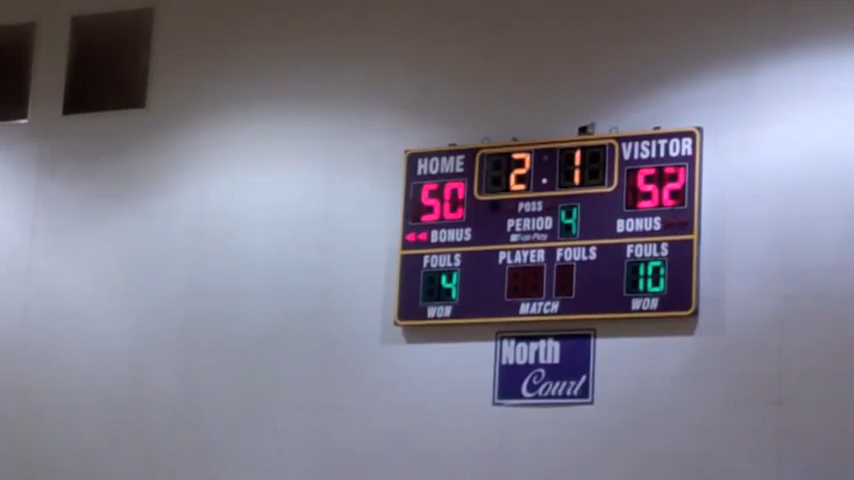 HOME 2.1 VISITOR
50 POSS 52
◄◄ BONUS PERIOD 4 BONUS
FOULS PLAYER FOULS FOULS
4 10
WON MATCH WON
North
Court